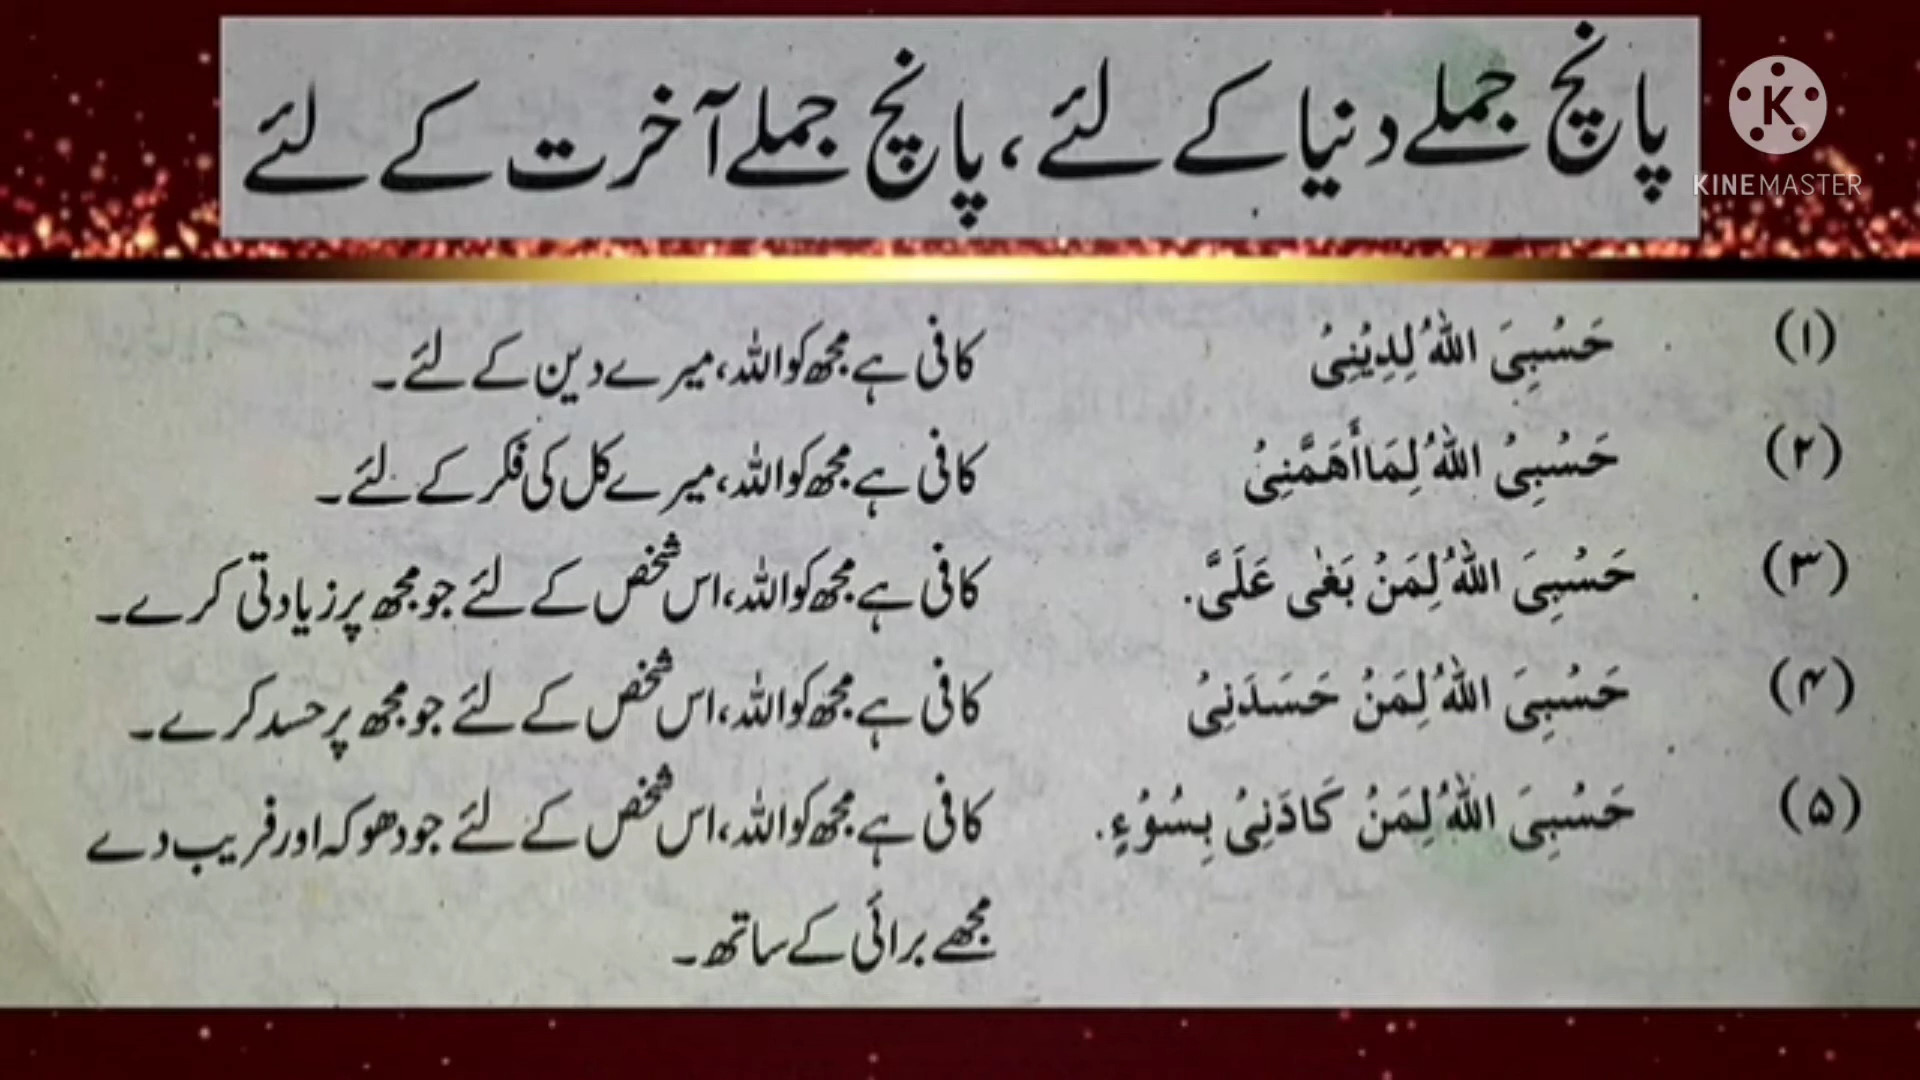 پانچ جملے دنیا کے لئے، پانچ جملے آخرت کے لئے
K
KINEMASTER
(۱) حَسْبِیَ اللّٰهُ لِدِیْنِیْ کافی ہے مجھ کو اللہ، میرے دین کے لئے۔
(۲) حَسْبِیْ اللّٰهُ لِمَا أَهَمَّنِیْ کافی ہے مجھ کو اللہ، میرے کل کی فکر کے لئے۔
(۳) حَسْبِیَ اللّٰهُ لِمَنْ بَغٰی عَلَیَّ. کافی ہے مجھ کو اللہ، اس شخص کے لئے جو مجھ پر زیادتی کرے۔
(۴) حَسْبِیَ اللّٰهُ لِمَنْ حَسَدَنِیْ کافی ہے مجھ کو اللہ، اس شخص کے لئے جو مجھ پر حسد کرے۔
(۵) حَسْبِیَ اللّٰهُ لِمَنْ کَادَنِیْ بِسُوْءٍ. کافی ہے مجھ کو اللہ، اس شخص کے لئے جو دھوکہ اور فریب دے
مجھے برائی کے ساتھ۔